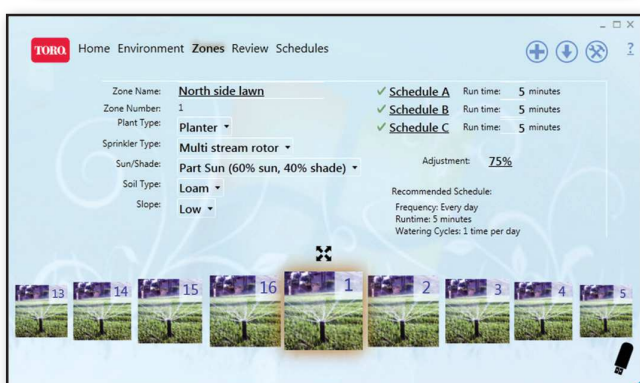 TORO.
Home Environment Zones Review Schedules
?
Zone Name: North side lawn
Zone Number: 1
Plant Type: Planter
Sprinkler Type: Multi stream rotor
Sun/Shade: Part Sun (60% sun, 40% shade)
Soil Type: Loam
Slope: Low
Schedule A Run time: 5 minutes
Schedule B Run time: 5 minutes
Schedule C Run time: 5 minutes
Adjustment: 75%
Recommended Schedule:
Frequency: Every day
Runtime: 5 minutes
Watering Cycles: 1 time per day
13 14 15 16 1 2 3 4 5